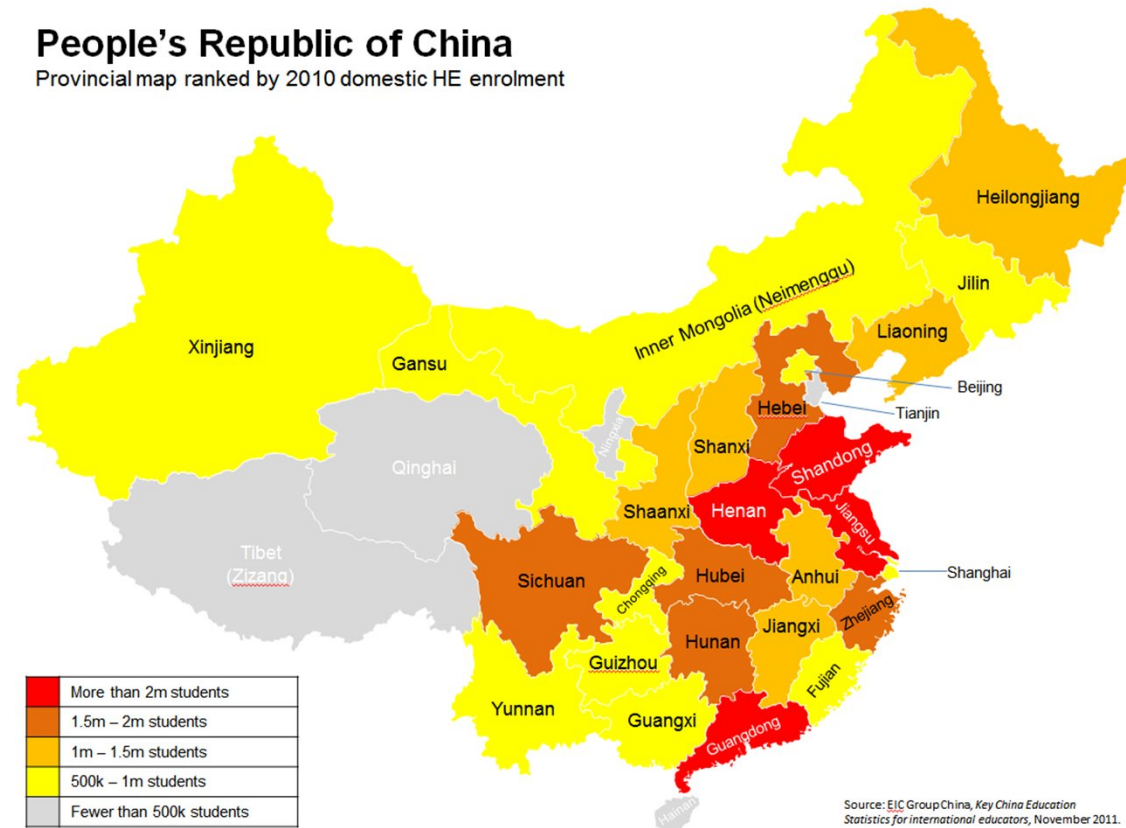 People's Republic of China
Provincial map ranked by 2010 domestic HE enrolment
Heilongjiang
Jilin
Inner Mongolia (Neimenggu)
Liaoning
Xinjiang
Gansu
Beijing
Tianjin
Hebei
Ningxia
Shanxi
Shandong
Qinghai
Shaanxi
Henan
Jiangsu
Tibet
(Zizang)
Sichuan
Chongqing
Hubei
Anhui
Shanghai
Zhejiang
Hunan
Jiangxi
Guizhou
Fujian
Yunnan
Guangxi
Guangdong
Hainan
More than 2m students
1.5m – 2m students
1m – 1.5m students
500k – 1m students
Fewer than 500k students
Source: EIC Group China, Key China Education
Statistics for international educators, November 2011.